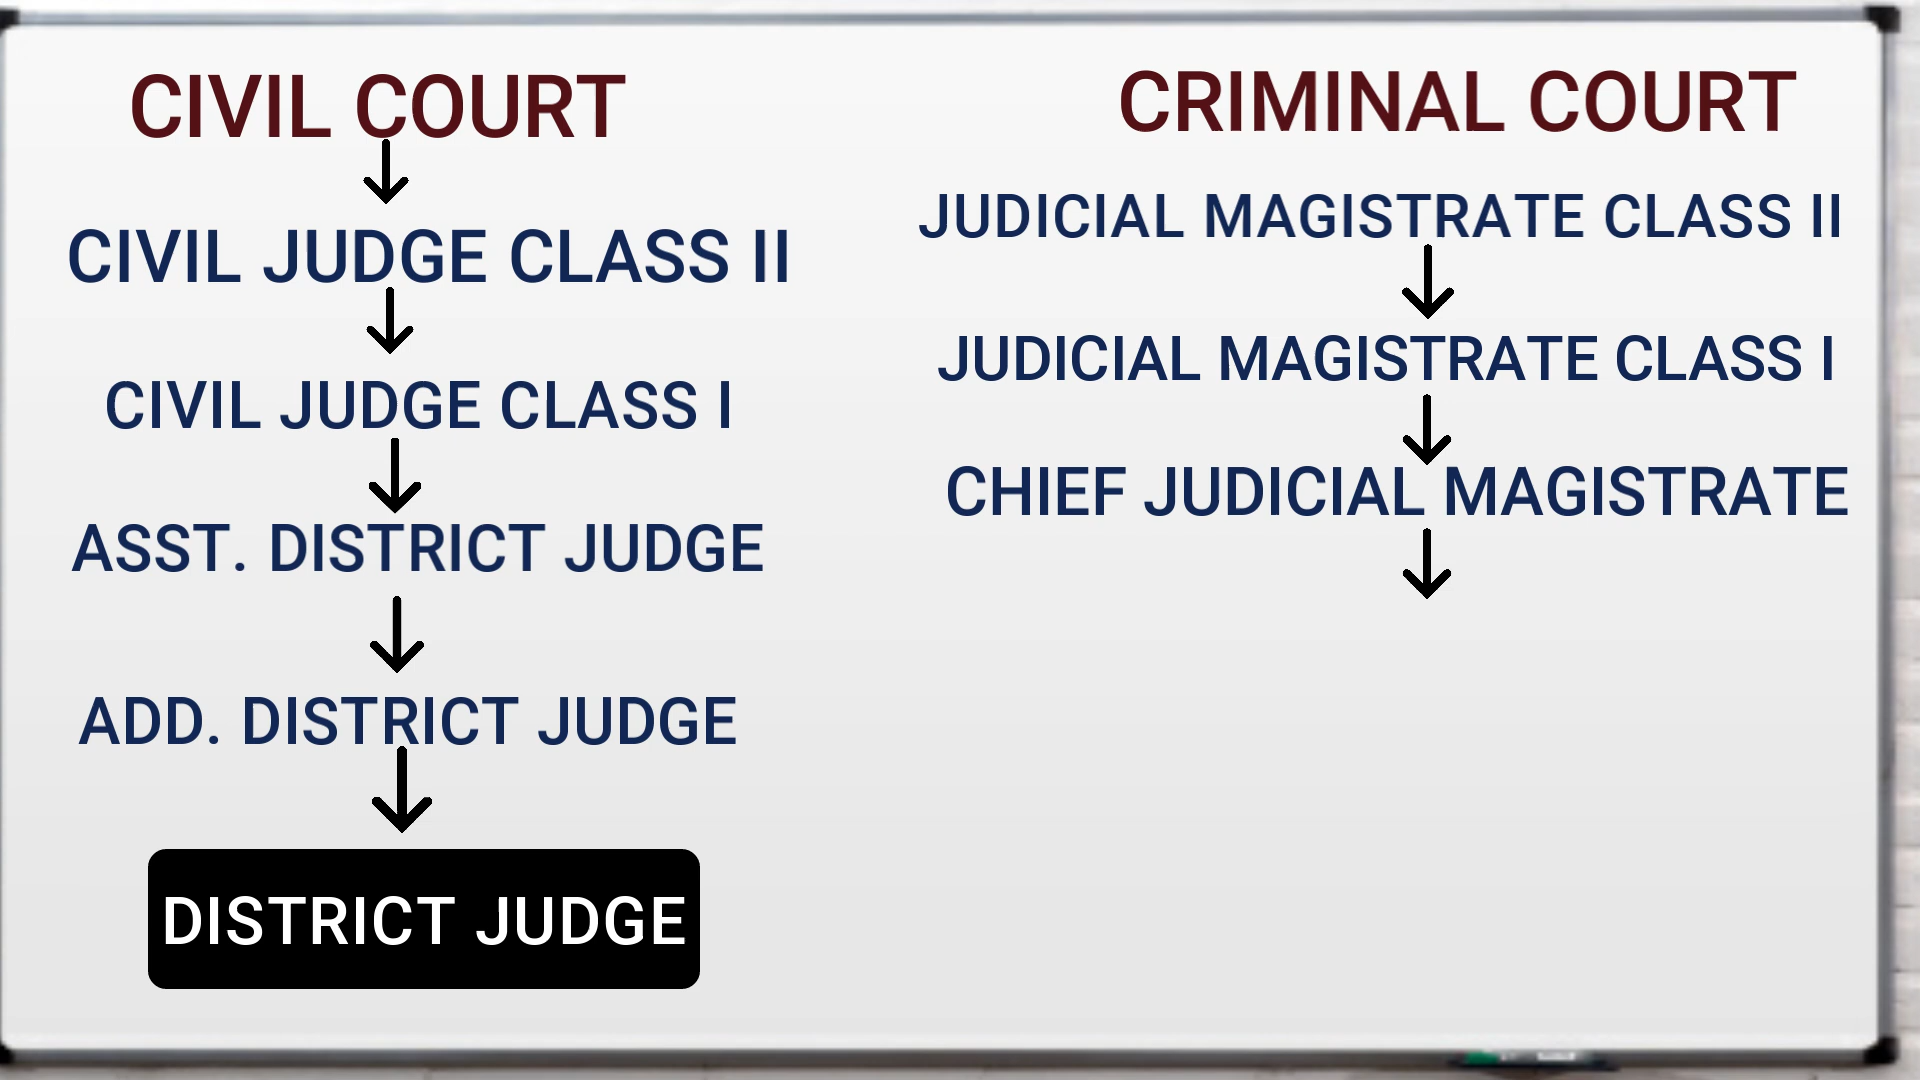 CIVIL COURT
CIVIL JUDGE CLASS II
CIVIL JUDGE CLASS I
ASST. DISTRICT JUDGE
ADD. DISTRICT JUDGE
DISTRICT JUDGE
CRIMINAL COURT
JUDICIAL MAGISTRATE CLASS II
JUDICIAL MAGISTRATE CLASS I
CHIEF JUDICIAL MAGISTRATE